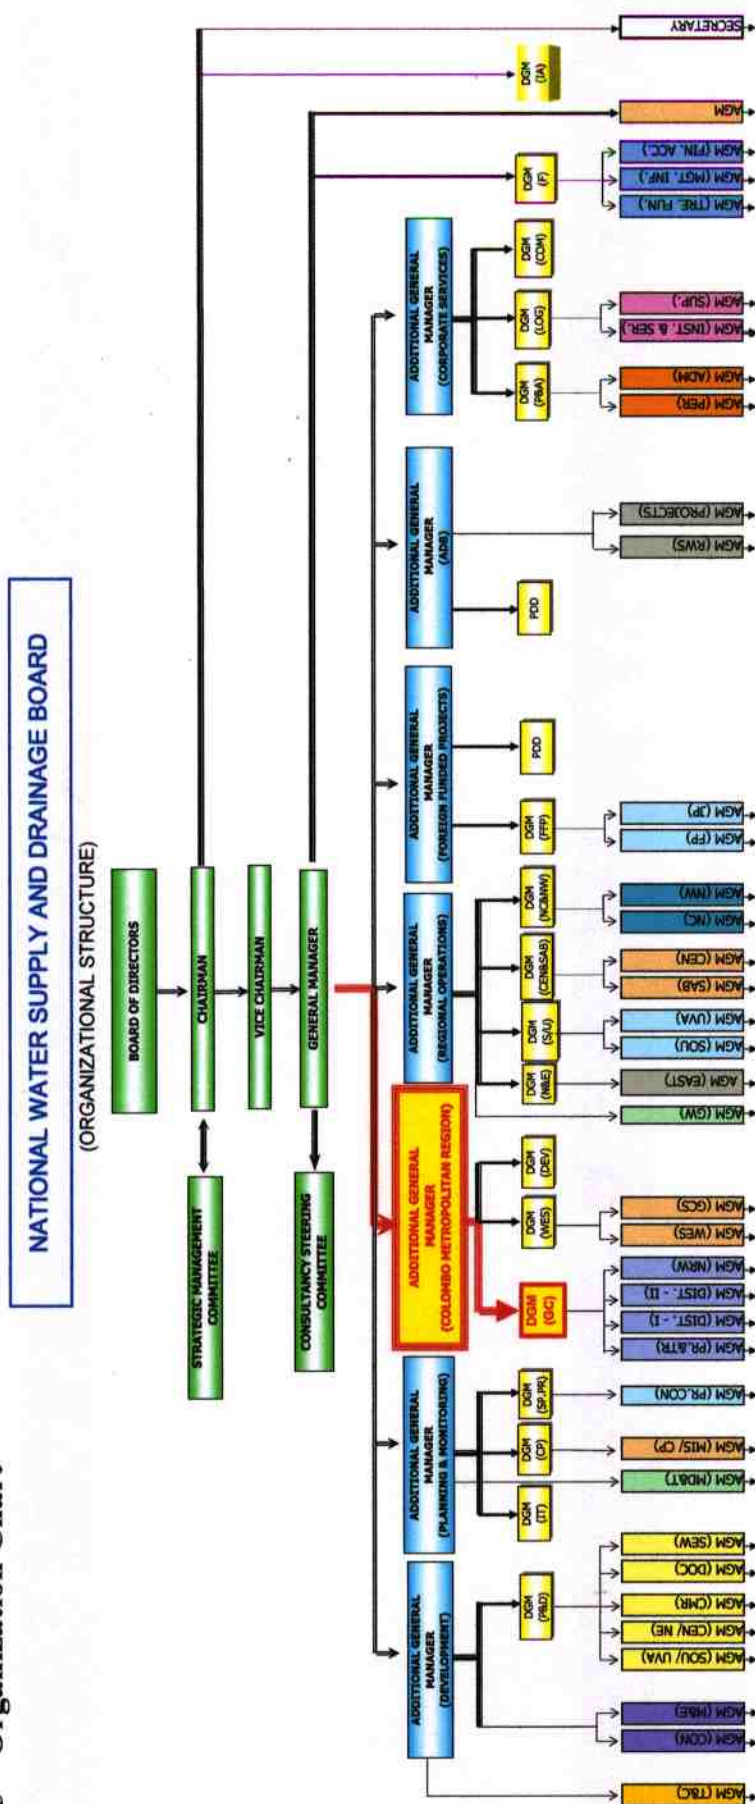 Organization Chart
NATIONAL WATER SUPPLY AND DRAINAGE BOARD
(ORGANIZATIONAL STRUCTURE)
BOARD OF DIRECTORS
CHAIRMAN
STRATEGIC MANAGEMENT
COMMITTEE
VICE CHAIRMAN
GENERAL MANAGER
CONSULTANCY STEERING
COMMITTEE
ADDITIONAL GENERAL
MANAGER
(DEVELOPMENT)
ADDITIONAL GENERAL
MANAGER
(PLANNING & MONITORING)
ADDITIONAL GENERAL
MANAGER
(COLOMBO METROPOLITAN REGION)
ADDITIONAL GENERAL
MANAGER
(REGIONAL OPERATIONS)
ADDITIONAL GENERAL
MANAGER
(FOREIGN FUNDED PROJECTS)
ADDITIONAL GENERAL
MANAGER
(ADB)
ADDITIONAL GENERAL
MANAGER
(CORPORATE SERVICES)
DGM
(P&D)
DGM
(IT)
DGM
(CP)
DGM
(SP.PR)
DGM
(GC)
DGM
(WES)
DGM
(DEV)
DGM
(N&E)
DGM
(S/U)
DGM
(CEN&SAB)
DGM
(NC&NW)
DGM
(FFP)
PDD
PDD
DGM
(P&A)
DGM
(LOG)
DGM
(COM)
DGM
(F)
DGM
(IA)
AGM (T&C)
AGM (CON)
AGM (M&E)
AGM (SOU/ UVA)
AGM (CEN/ NE)
AGM (CMR)
AGM (DOC)
AGM (SEW)
AGM (MD&T)
AGM (MIS/ CP)
AGM (PR.CON)
AGM (PR.&TR)
AGM (DIST. - I)
AGM (DIST. - II)
AGM (NRW)
AGM (WES)
AGM (GCS)
AGM (GW)
AGM (EAST)
AGM (SOU)
AGM (UVA)
AGM (SAB)
AGM (CEN)
AGM (NC)
AGM (NW)
AGM (FP)
AGM (JP)
AGM (RWS)
AGM (PROJECTS)
AGM (PER)
AGM (ADM)
AGM (INST. & SER.)
AGM (SUP.)
AGM (TRE. FUN.)
AGM (MGT. INF.)
AGM (FIN. ACC.)
AGM
SECRETARY